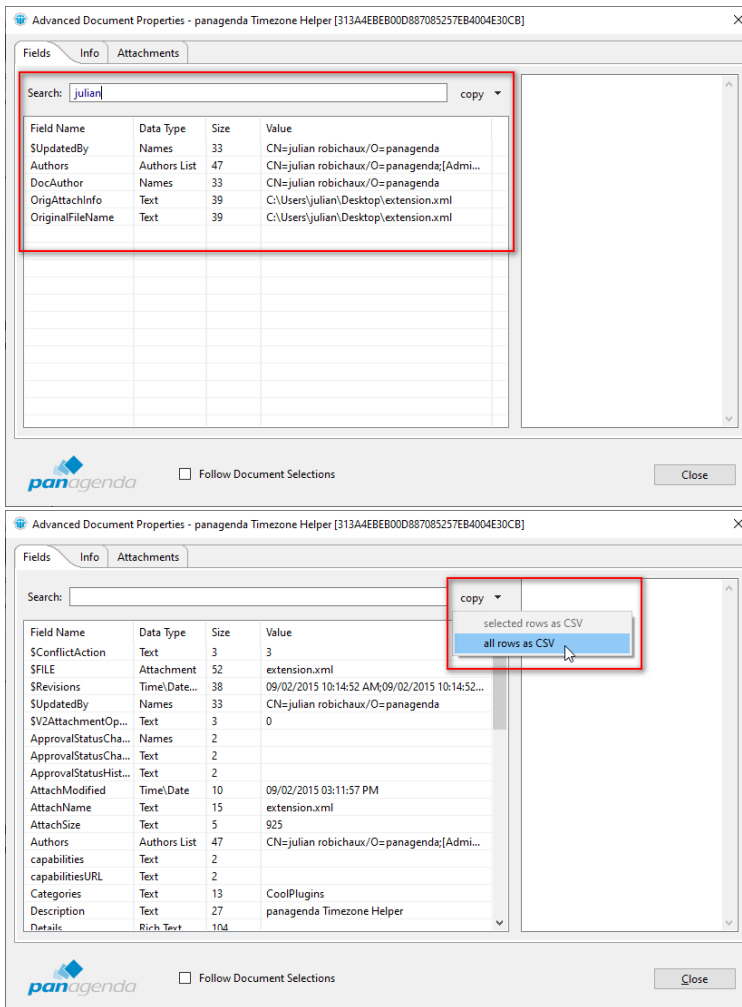 Advanced Document Properties - panagenda Timezone Helper [313A4EBEB00D887085257EB4004E30CB]
Fields Info Attachments
Search: julian copy
Field Name Data Type Size Value
$UpdatedBy Names 33 CN=julian robichaux/O=panagenda
Authors Authors List 47 CN=julian robichaux/O=panagenda;[Admi...
DocAuthor Names 33 CN=julian robichaux/O=panagenda
OrigAttachInfo Text 39 C:\Users\julian\Desktop\extension.xml
OriginalFileName Text 39 C:\Users\julian\Desktop\extension.xml
panagenda Follow Document Selections Close
Advanced Document Properties - panagenda Timezone Helper [313A4EBEB00D887085257EB4004E30CB]
Fields Info Attachments
Search: copy
selected rows as CSV
all rows as CSV
Field Name Data Type Size Value
$ConflictAction Text 3 3
$FILE Attachment 52 extension.xml
$Revisions Time\Date... 38 09/02/2015 10:14:52 AM;09/02/2015 10:14:52...
$UpdatedBy Names 33 CN=julian robichaux/O=panagenda
$V2AttachmentOp... Text 3 0
ApprovalStatusCha... Names 2
ApprovalStatusCha... Text 2
ApprovalStatusHist... Text 2
AttachModified Time\Date 10 09/02/2015 03:11:57 PM
AttachName Text 15 extension.xml
AttachSize Text 5 925
Authors Authors List 47 CN=julian robichaux/O=panagenda;[Admi...
capabilities Text 2
capabilitiesURL Text 2
Categories Text 13 CoolPlugins
Description Text 27 panagenda Timezone Helper
Details Rich Text 104
panagenda Follow Document Selections Close